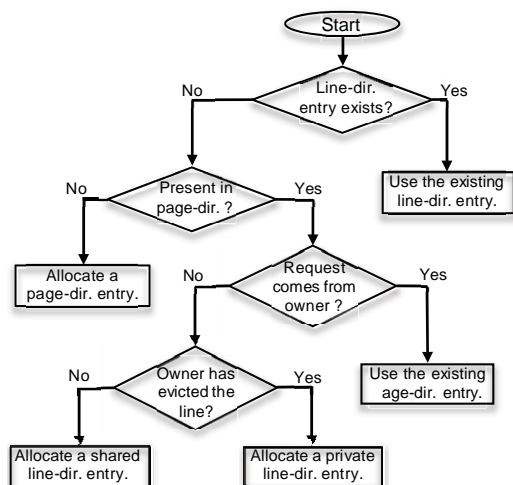 Start
Line-dir.
entry exists?
No
Yes
Present in
page-dir. ?
Use the existing
line-dir. entry.
No
Yes
Allocate a
page-dir. entry.
Request
comes from
owner ?
No
Yes
Owner has
evicted the
line?
Use the existing
age-dir. entry.
No
Yes
Allocate a shared
line-dir. entry.
Allocate a private
line-dir. entry.